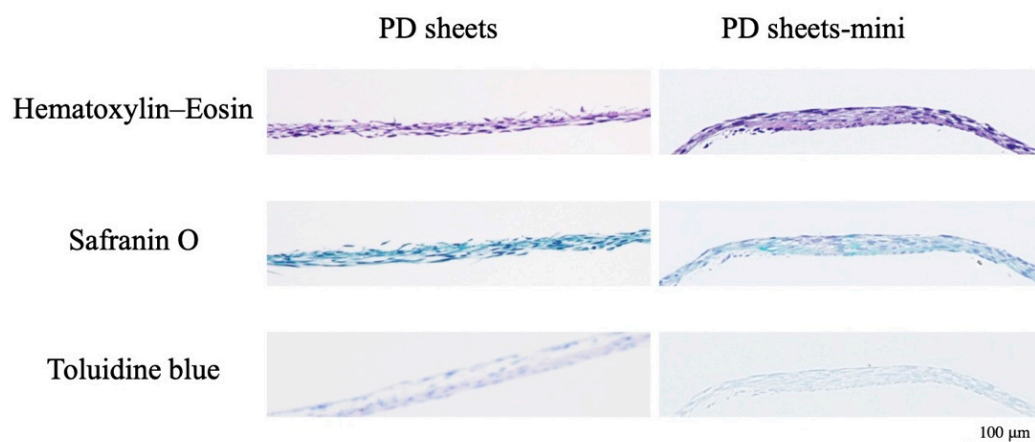 PD sheets
PD sheets-mini
Hematoxylin–Eosin
Safranin O
Toluidine blue
100 μm